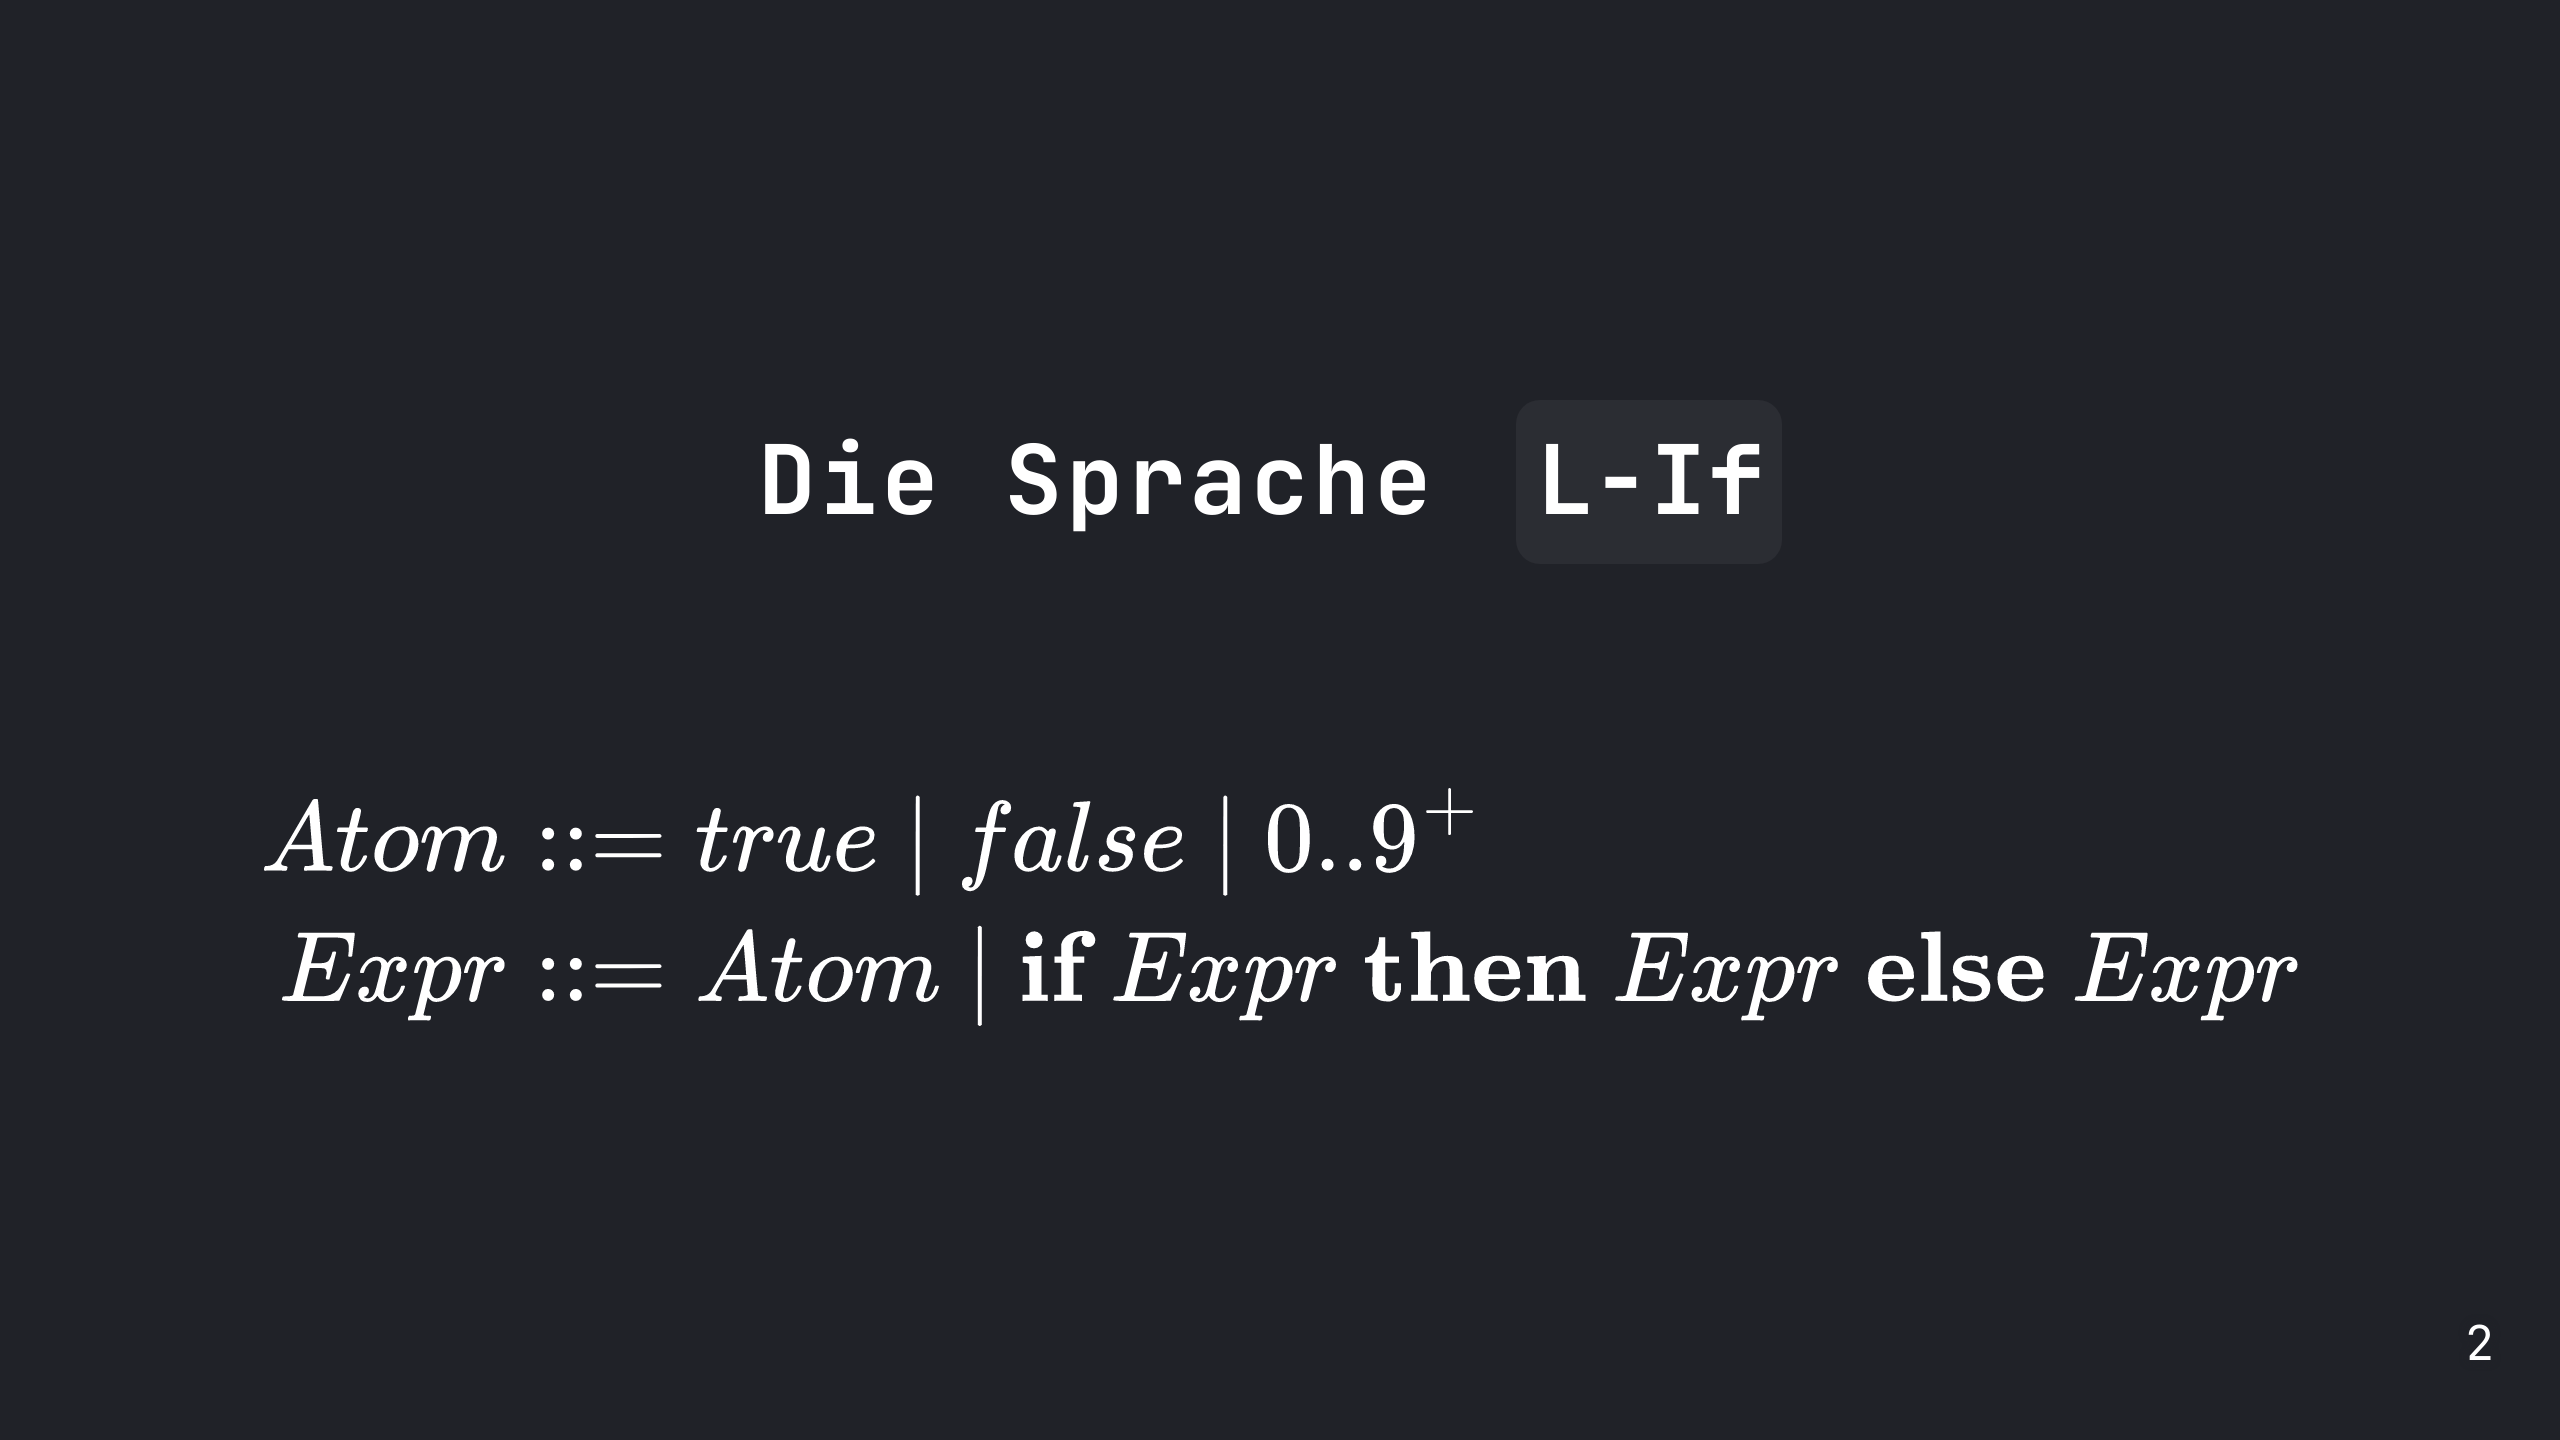 Die Sprache L-If
Atom ::= true | false | 0..9⁺
Expr ::= Atom | if Expr then Expr else Expr
2